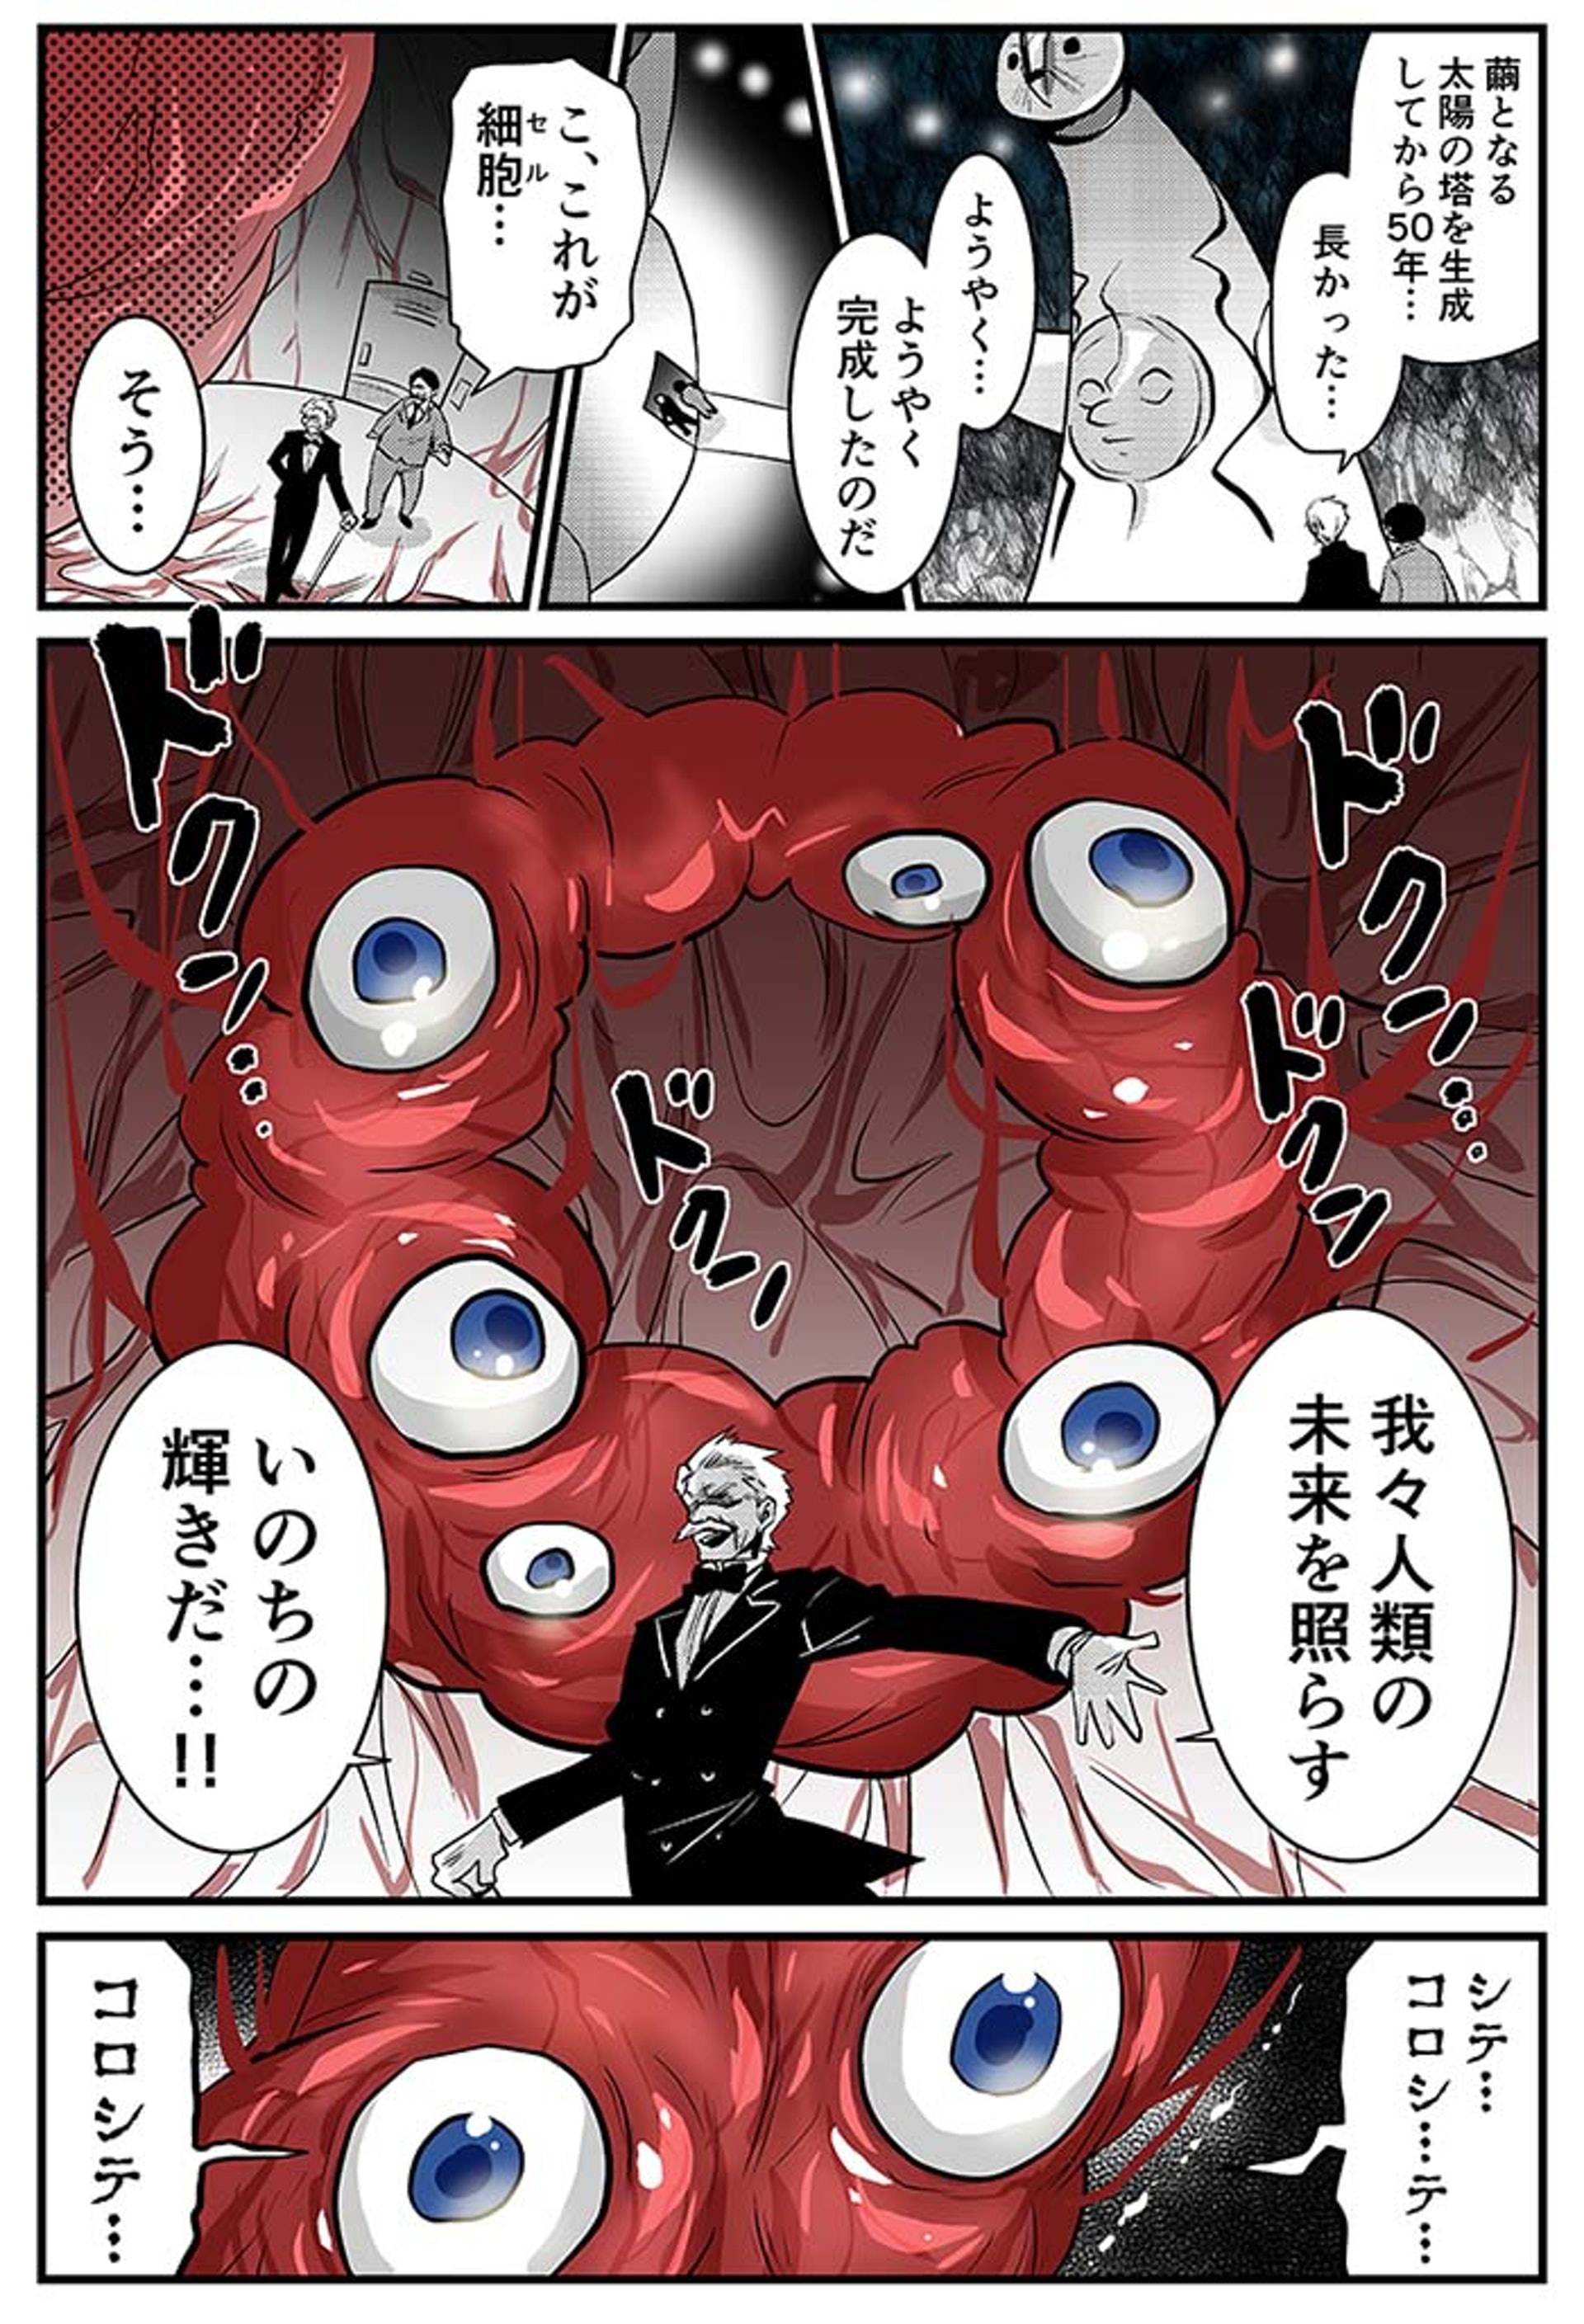 繭となる
太陽の塔を生成
してから50年…
長かった…
ようやく…
ようやく
完成したのだ
こ、これが
細胞…
セル
そう…
ドクン…
ドクン
ドクン
ドクン…
我々人類の
未来を照らす
いのちの
輝きだ…!!
シテ…
コロシ…テ…
コロシテ…